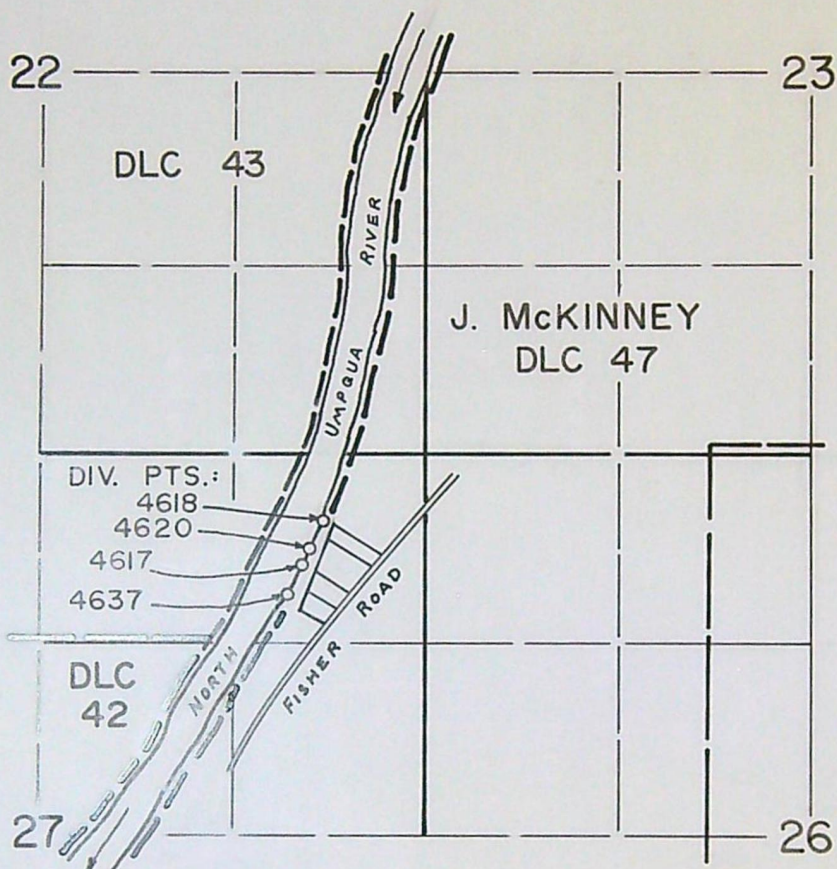 22
23
DLC 43
RIVER
J. McKINNEY
DLC 47
UMPQUA
DIV. PTS.:
4618
4620
4617
4637
FISHER ROAD
DLC
42
NORTH
27
26